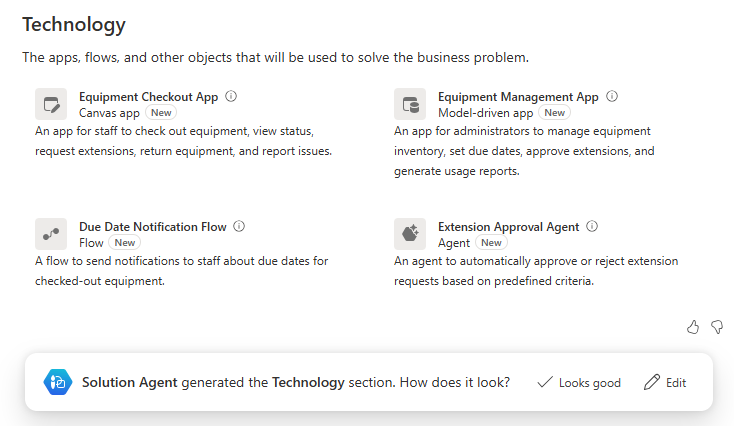 Technology
The apps, flows, and other objects that will be used to solve the business problem.
Equipment Checkout App
Canvas app New
An app for staff to check out equipment, view status,
request extensions, return equipment, and report issues.
Equipment Management App
Model-driven app New
An app for administrators to manage equipment
inventory, set due dates, approve extensions, and
generate usage reports.
Due Date Notification Flow
Flow New
A flow to send notifications to staff about due dates for
checked-out equipment.
Extension Approval Agent
Agent New
An agent to automatically approve or reject extension
requests based on predefined criteria.
Solution Agent generated the Technology section. How does it look? Looks good Edit